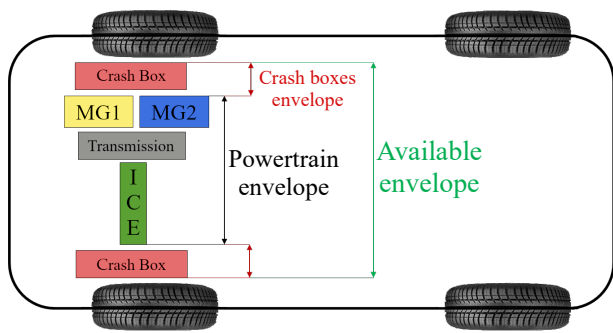 Crash Box
Crash boxes
envelope
MG1
MG2
Transmission
Powertrain
envelope
Available
envelope
I
C
E
Crash Box